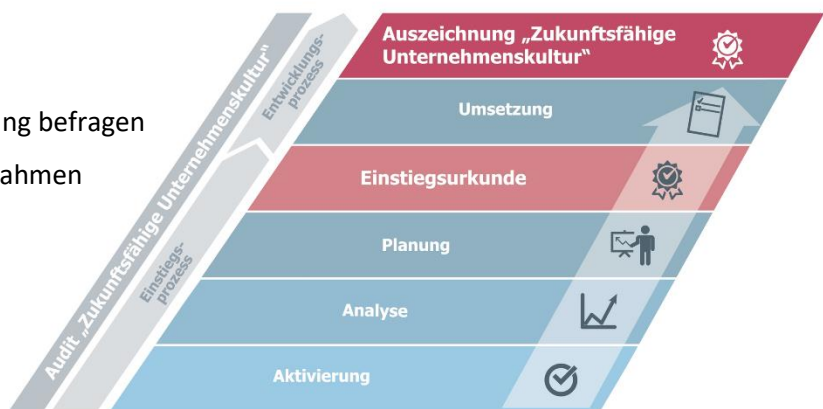 Auszeichnung „Zukunftsfähige
Unternehmenskultur“
ng befragen
Umsetzung
ahmen
Einstiegsurkunde
Planung
Analyse
Aktivierung
Audit „Zukunftsfähige Unternehmenskultur“
Entwicklungs-
prozess
Einstiegs-
prozess